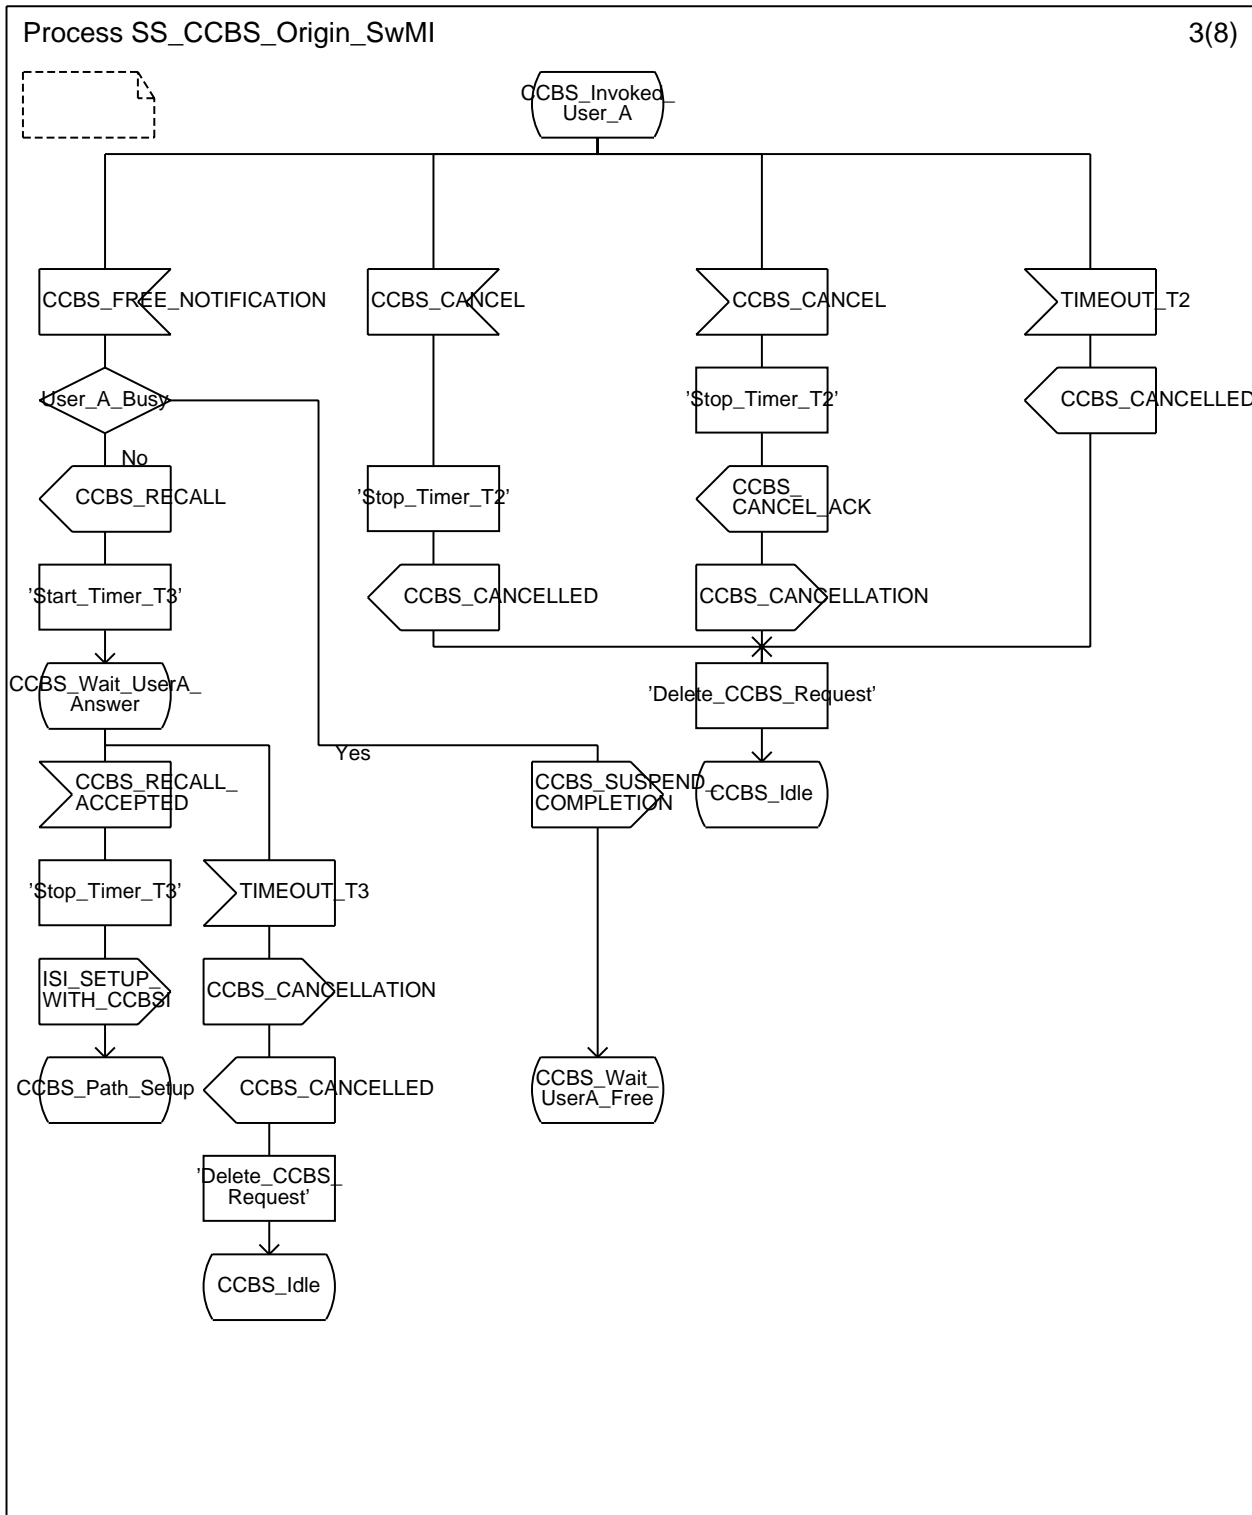 Process SS_CCBS_Origin_SwMI
3(8)
CCBS_Invoked_
User_A
CCBS_FREE_NOTIFICATION
CCBS_CANCEL
CCBS_CANCEL
TIMEOUT_T2
User_A_Busy
'Stop_Timer_T2'
CCBS_CANCELLED
No
CCBS_RECALL
'Stop_Timer_T2'
CCBS_
CANCEL_ACK
'Start_Timer_T3'
CCBS_CANCELLED
CCBS_CANCELLATION
CCBS_Wait_UserA_
Answer
'Delete_CCBS_Request'
Yes
CCBS_RECALL_
ACCEPTED
CCBS_SUSPEND_
COMPLETION
CCBS_Idle
'Stop_Timer_T3'
TIMEOUT_T3
ISI_SETUP_
WITH_CCBSI
CCBS_CANCELLATION
CCBS_Path_Setup
CCBS_CANCELLED
CCBS_Wait_
UserA_Free
'Delete_CCBS_
Request'
CCBS_Idle